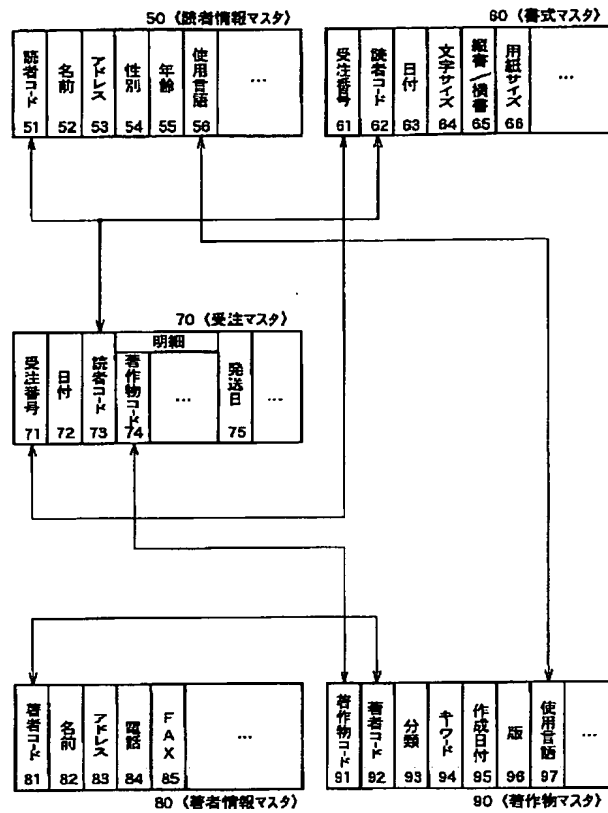 50《読者情報マスタ》
読者コード 51
名前 52
アドレス 53
性別 54
年齢 55
使用言語 56
…
60《書式マスタ》
受注番号 61
読者コード 62
日付 63
文字サイズ 64
縦書/横書 65
用紙サイズ 66
…
70《受注マスタ》
受注番号 71
日付 72
読者コード 73
明細
著作物コード 74
…
発送日 75
…
著者コード 81
名前 82
アドレス 83
電話 84
FAX 85
…
80《著者情報マスタ》
著作物コード 91
著者コード 92
分類 93
キーワード 94
作成日付 95
版 96
使用言語 97
…
90《著作物マスタ》